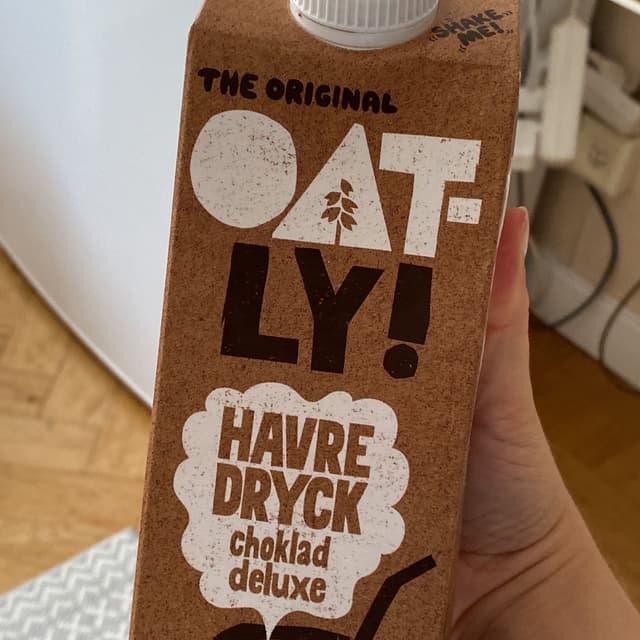 SHAKE
ME!
THE ORIGINAL
OAT-
LY!
HAVRE
DRYCK
choklad
deluxe